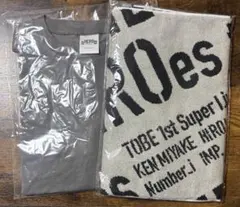 ROes
TOBE 1st Super Li
KEN MIYAKE, HIRO
Number_i IMP.